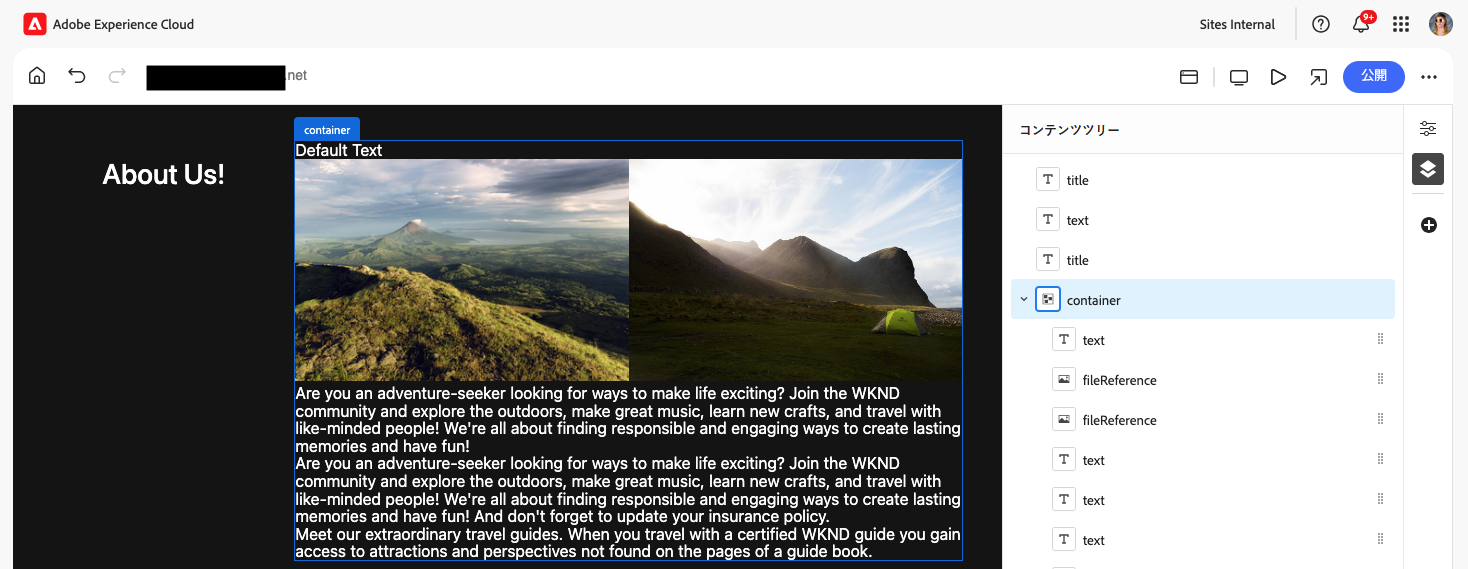 Adobe Experience Cloud
Sites Internal
9+
.net
公開
container
About Us!
Default Text
Are you an adventure-seeker looking for ways to make life exciting? Join the WKND
community and explore the outdoors, make great music, learn new crafts, and travel with
like-minded people! We're all about finding responsible and engaging ways to create lasting
memories and have fun!
Are you an adventure-seeker looking for ways to make life exciting? Join the WKND
community and explore the outdoors, make great music, learn new crafts, and travel with
like-minded people! We're all about finding responsible and engaging ways to create lasting
memories and have fun! And don't forget to update your insurance policy.
Meet our extraordinary travel guides. When you travel with a certified WKND guide you gain
access to attractions and perspectives not found on the pages of a guide book.
コンテンツツリー
title
text
title
container
text
fileReference
fileReference
text
text
text